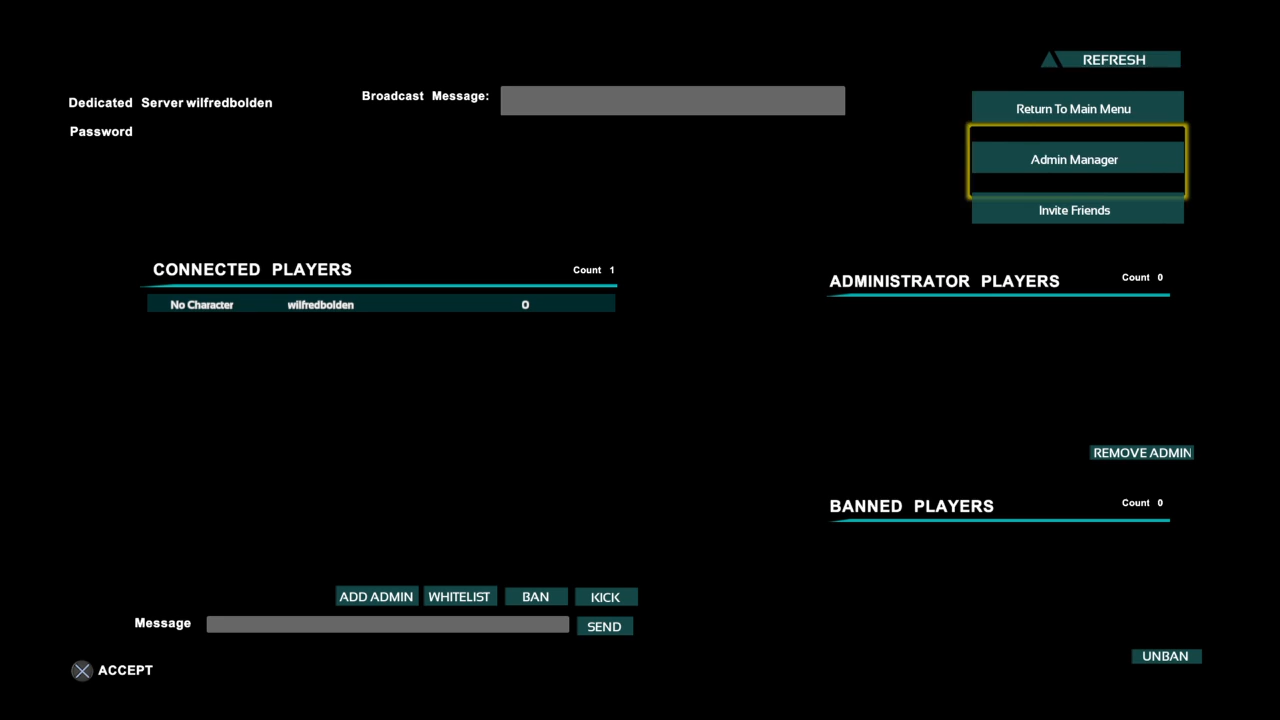 REFRESH
Dedicated Server wilfredbolden
Broadcast Message:
Return To Main Menu
Password
Admin Manager
Invite Friends
CONNECTED PLAYERS Count 1
No Character wilfredbolden 0
ADMINISTRATOR PLAYERS Count 0
REMOVE ADMIN
BANNED PLAYERS Count 0
ADD ADMIN WHITELIST BAN KICK
Message SEND
UNBAN
ACCEPT